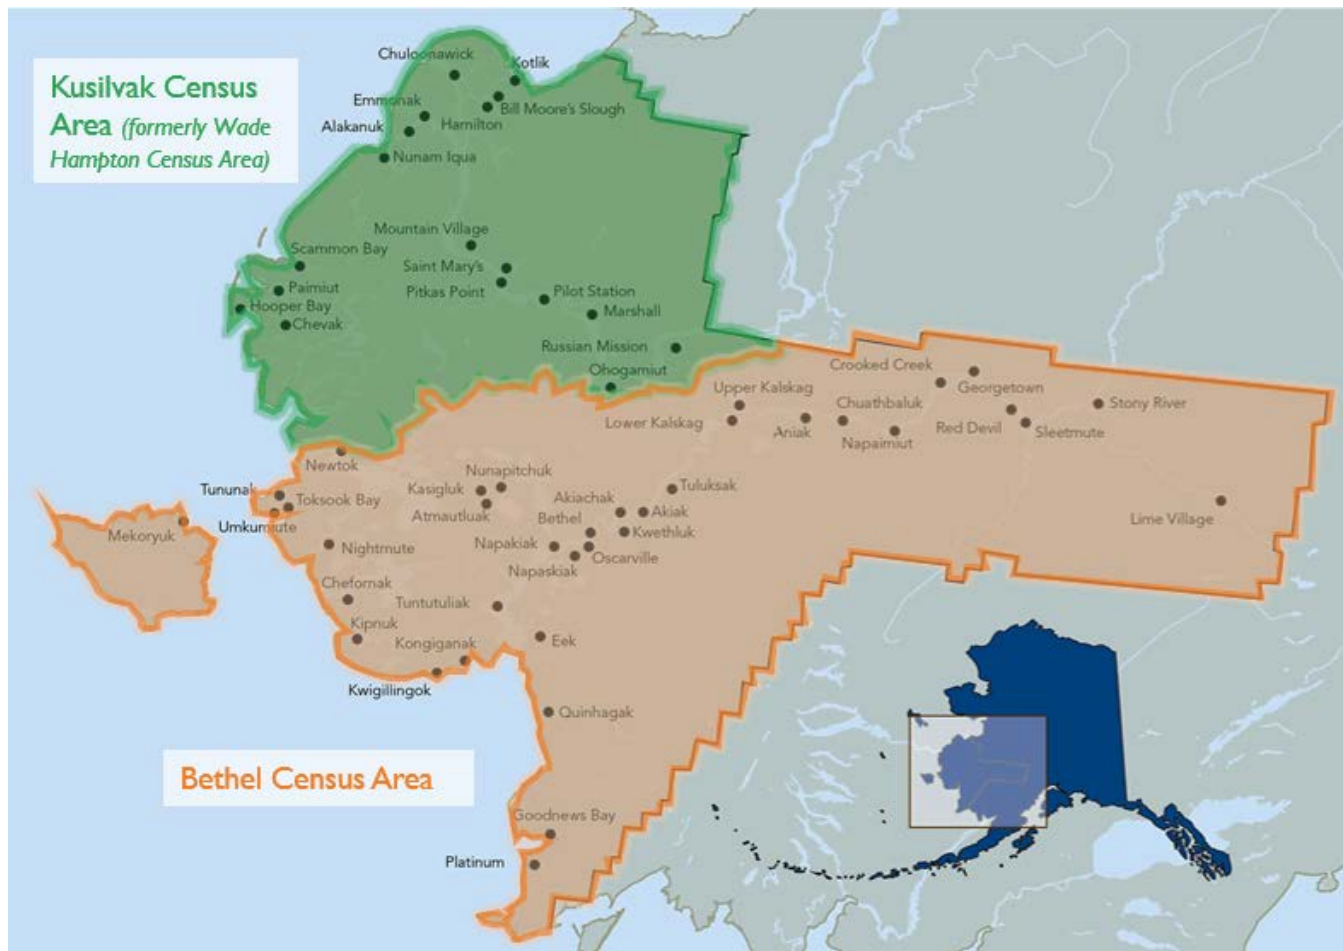 Kusilvak Census
Area (formerly Wade
Hampton Census Area)
Chuloonawick
Kotlik
Emmonak
Bill Moore's Slough
Hamilton
Alakanuk
Nunam Iqua
Mountain Village
Scammon Bay
Saint Mary's
Paimiut
Pitkas Point
Pilot Station
Hooper Bay
Marshall
Chevak
Russian Mission
Ohogamiut
Crooked Creek
Upper Kalskag
Georgetown
Chuathbaluk
Stony River
Lower Kalskag
Aniak
Napaimiut
Red Devil
Sleetmute
Newtok
Nunapitchuk
Tununak
Kasigluk
Tuluksak
Toksook Bay
Akiachak
Atmautluak
Akiak
Lime Village
Umkumiute
Bethel
Kwethluk
Mekoryuk
Nightmute
Napakiak
Oscarville
Napaskiak
Chefornak
Tuntutuliak
Kipnuk
Kongiganak
Eek
Kwigillingok
Quinhagak
Bethel Census Area
Goodnews Bay
Platinum